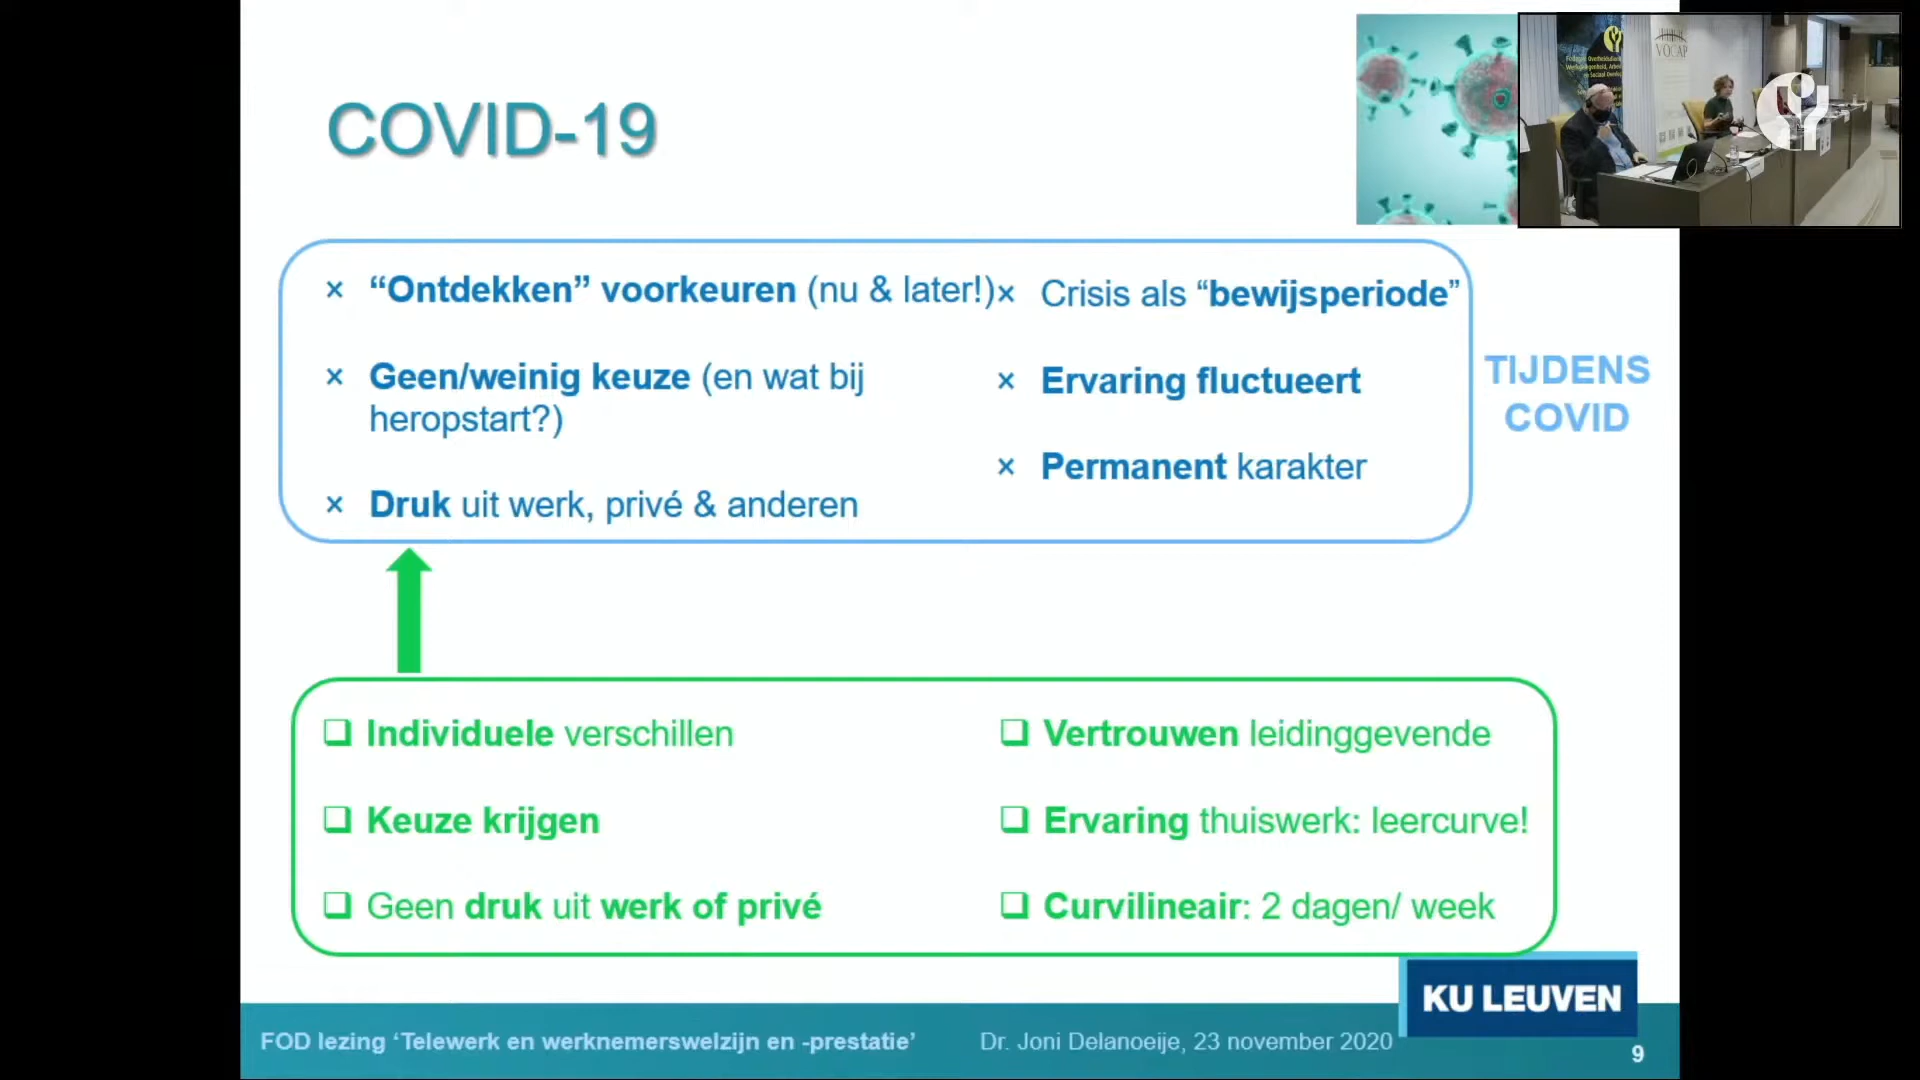 COVID-19
VOCAP
× “Ontdekken” voorkeuren (nu & later!)
× Geen/weinig keuze (en wat bij
heropstart?)
× Druk uit werk, privé & anderen
× Crisis als “bewijsperiode”
× Ervaring fluctueert
× Permanent karakter
TIJDENS
COVID
❑ Individuele verschillen
❑ Keuze krijgen
❑ Geen druk uit werk of privé
❑ Vertrouwen leidinggevende
❑ Ervaring thuiswerk: leercurve!
❑ Curvilineair: 2 dagen/ week
KU LEUVEN
FOD lezing ‘Telewerk en werknemerswelzijn en -prestatie’
Dr. Joni Delanoeije, 23 november 2020
9